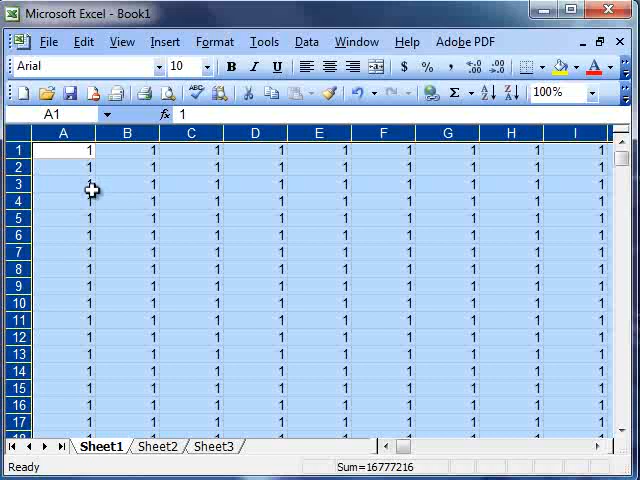 Microsoft Excel - Book1
File Edit View Insert Format Tools Data Window Help Adobe PDF
Arial 10 B I U $ % , .00 .00
ABC Σ 100%
A1 fx 1
A B C D E F G H I
1 1 1 1 1 1 1 1 1 1
2 1 1 1 1 1 1 1 1 1
3 1 1 1 1 1 1 1 1 1
4 1 1 1 1 1 1 1 1 1
5 1 1 1 1 1 1 1 1 1
6 1 1 1 1 1 1 1 1 1
7 1 1 1 1 1 1 1 1 1
8 1 1 1 1 1 1 1 1 1
9 1 1 1 1 1 1 1 1 1
10 1 1 1 1 1 1 1 1 1
11 1 1 1 1 1 1 1 1 1
12 1 1 1 1 1 1 1 1 1
13 1 1 1 1 1 1 1 1 1
14 1 1 1 1 1 1 1 1 1
15 1 1 1 1 1 1 1 1 1
16 1 1 1 1 1 1 1 1 1
17 1 1 1 1 1 1 1 1 1
Sheet1 Sheet2 Sheet3
Ready Sum=16777216